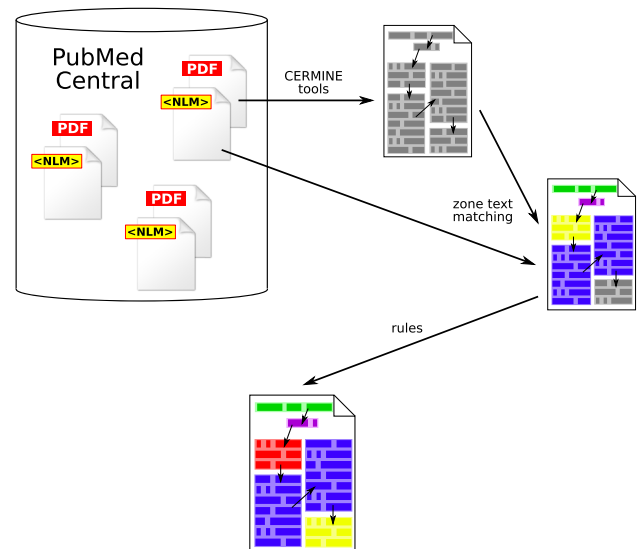 PubMed
Central
PDF
<NLM>
PDF
<NLM>
PDF
<NLM>
CERMINE
tools
zone text
matching
rules